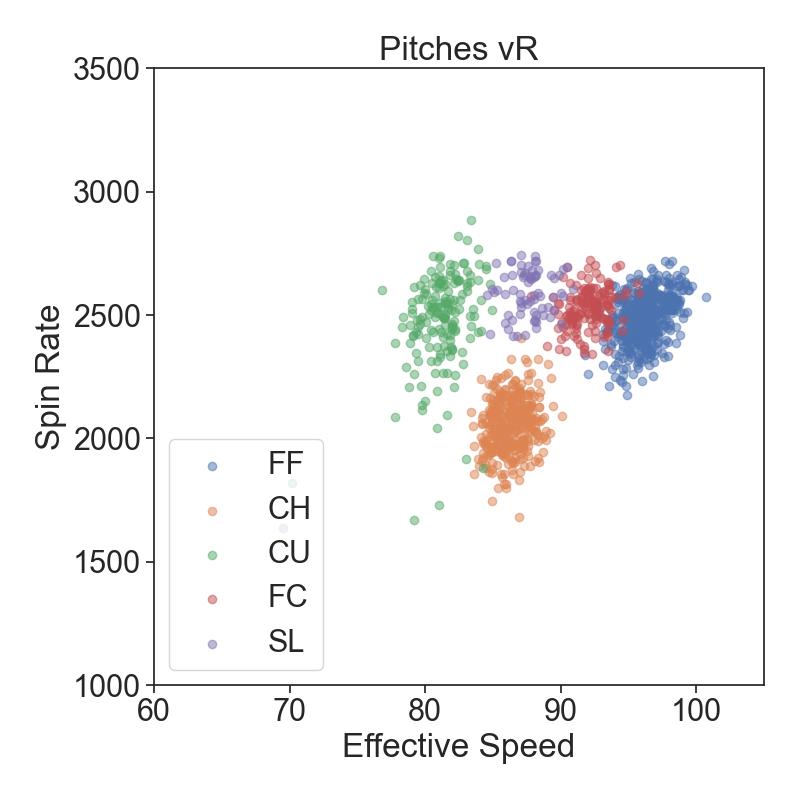 Pitches vR
3500
3000
2500
2000
1500
1000
Spin Rate
FF
CH
CU
FC
SL
60 70 80 90 100
Effective Speed